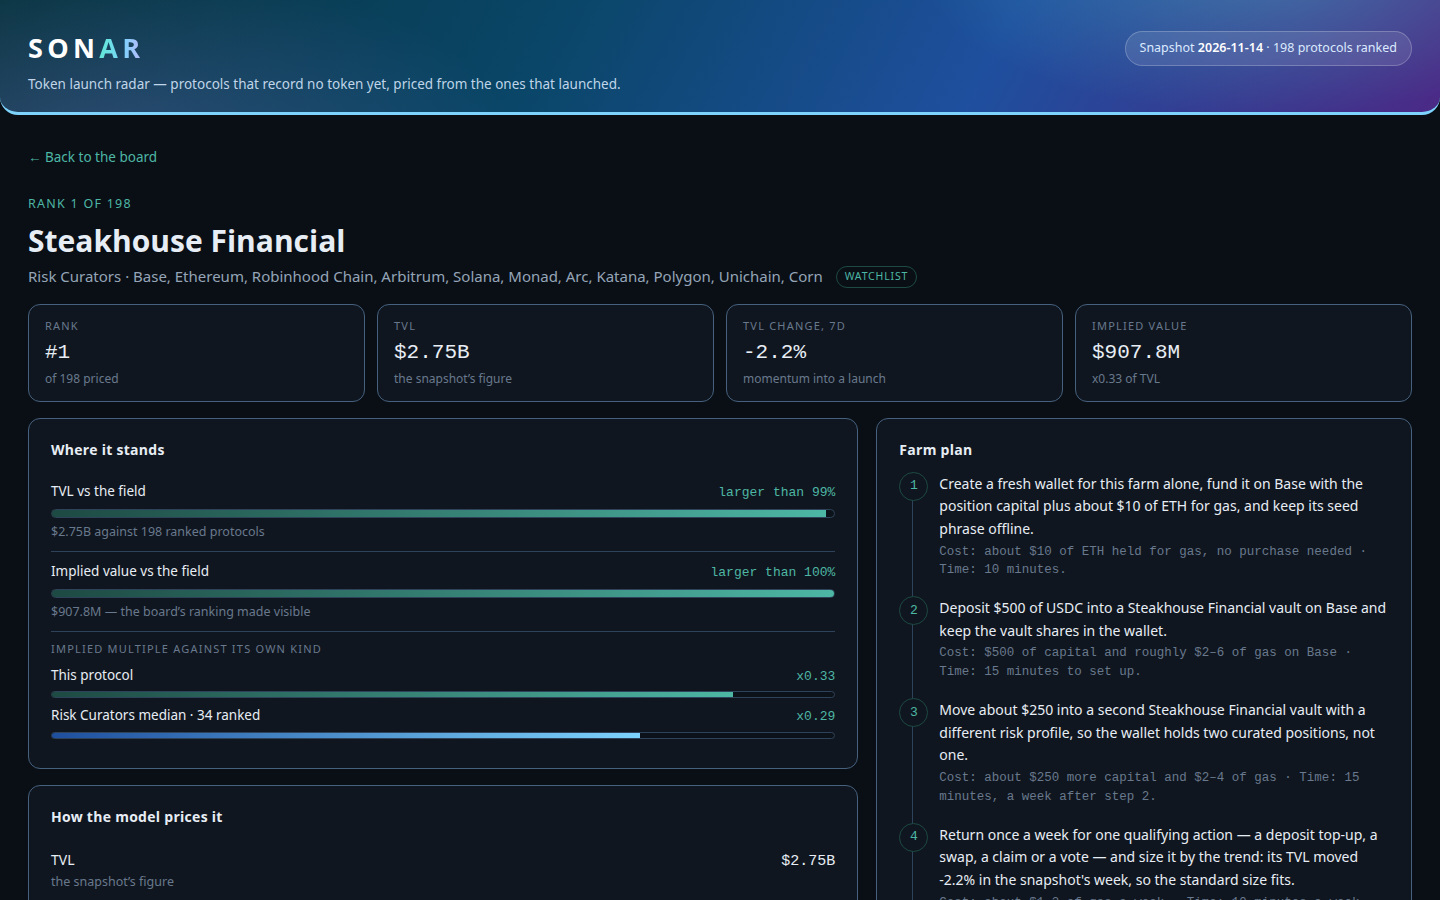 SONAR
Snapshot 2026-11-14 · 198 protocols ranked
Token launch radar — protocols that record no token yet, priced from the ones that launched.
← Back to the board
RANK 1 OF 198
Steakhouse Financial
Risk Curators · Base, Ethereum, Robinhood Chain, Arbitrum, Solana, Monad, Arc, Katana, Polygon, Unichain, Corn
WATCHLIST
RANK
#1
of 198 priced
TVL
$2.75B
the snapshot's figure
TVL CHANGE, 7D
-2.2%
momentum into a launch
IMPLIED VALUE
$907.8M
x0.33 of TVL
Where it stands
TVL vs the field
larger than 99%
$2.75B against 198 ranked protocols
Implied value vs the field
larger than 100%
$907.8M — the board's ranking made visible
IMPLIED MULTIPLE AGAINST ITS OWN KIND
This protocol
x0.33
Risk Curators median · 34 ranked
x0.29
How the model prices it
TVL
$2.75B
the snapshot's figure
Farm plan
1
Create a fresh wallet for this farm alone, fund it on Base with the
position capital plus about $10 of ETH for gas, and keep its seed
phrase offline.
Cost: about $10 of ETH held for gas, no purchase needed ·
Time: 10 minutes.
2
Deposit $500 of USDC into a Steakhouse Financial vault on Base and
keep the vault shares in the wallet.
Cost: $500 of capital and roughly $2–6 of gas on Base ·
Time: 15 minutes to set up.
3
Move about $250 into a second Steakhouse Financial vault with a
different risk profile, so the wallet holds two curated positions, not
one.
Cost: about $250 more capital and $2–4 of gas · Time: 15
minutes, a week after step 2.
4
Return once a week for one qualifying action — a deposit top-up, a
swap, a claim or a vote — and size it by the trend: its TVL moved
-2.2% in the snapshot's week, so the standard size fits.